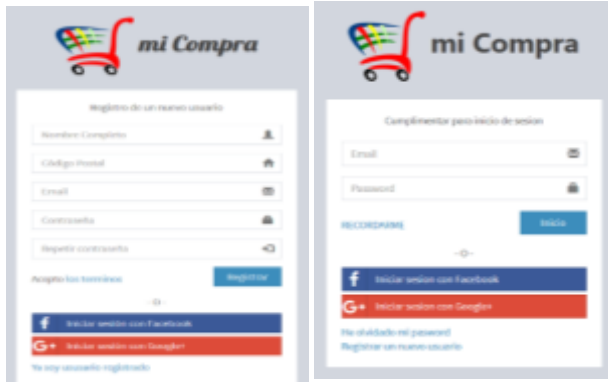 mi Compra
Registro de un nuevo usuario
Nombre Completo
Código Postal
Email
Contraseña
Repetir contraseña
Acepto los terminos
Registrar
-O-
Iniciar sesión con Facebook
G+ Iniciar sesión con Google+
Ya soy usuario registrado
mi Compra
Cumplimentar para inicio de sesion
Email
Password
RECORDARME
Inicio
-O-
Iniciar sesion con Facebook
G+ Iniciar sesion con Google+
He olvidado mi password
Registrar un nuevo usuario